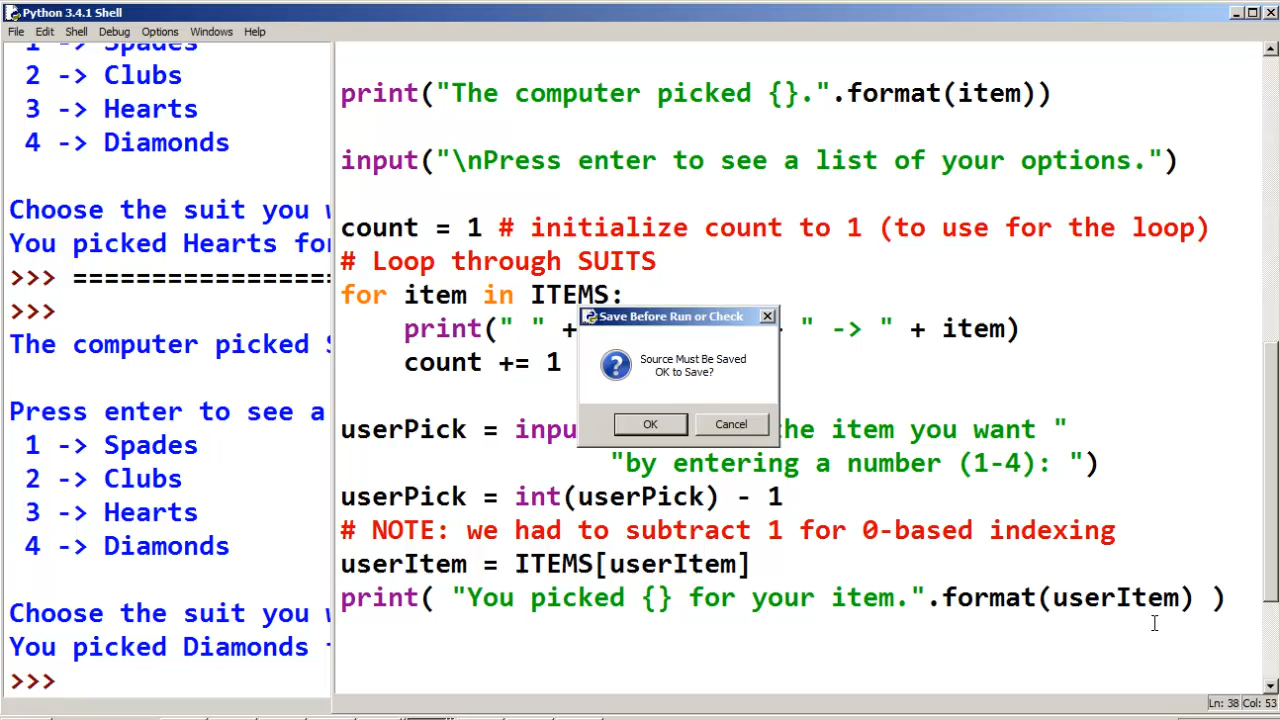 Python 3.4.1 Shell
File Edit Shell Debug Options Windows Help
1 -> Spades
2 -> Clubs
3 -> Hearts
4 -> Diamonds
Choose the suit you
You picked Hearts for
>>> =================
>>>
The computer picked
Press enter to see a
1 -> Spades
2 -> Clubs
3 -> Hearts
4 -> Diamonds
Choose the suit you
You picked Diamonds
>>>
print("The computer picked {}.".format(item))
input("\nPress enter to see a list of your options.")
count = 1 # initialize count to 1 (to use for the loop)
# Loop through SUITS
for item in ITEMS:
print(" " + " -> " + item)
count += 1
userPick = the item you want "
"by entering a number (1-4): ")
userPick = int(userPick) - 1
# NOTE: we had to subtract 1 for 0-based indexing
userItem = ITEMS[userItem]
print( "You picked {} for your item.".format(userItem) )
Save Before Run or Check
Source Must Be Saved
OK to Save?
OK Cancel
Ln: 38 Col: 53